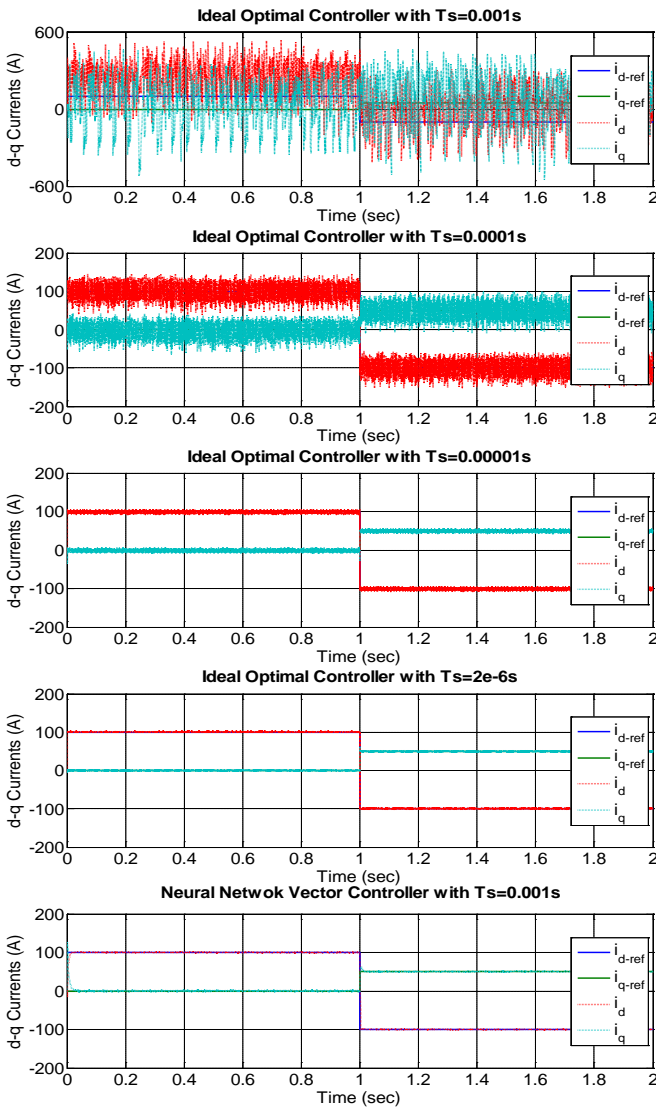 Ideal Optimal Controller with Ts=0.001s
d-q Currents (A)
600
0
-600
0 0.2 0.4 0.6 0.8 1 1.2 1.4 1.6 1.8 2
Time (sec)
i_d-ref
i_q-ref
i_d
i_q
Ideal Optimal Controller with Ts=0.0001s
d-q Currents (A)
200
100
0
-100
-200
0 0.2 0.4 0.6 0.8 1 1.2 1.4 1.6 1.8 2
Time (sec)
i_d-ref
i_d-ref
i_d
i_q
Ideal Optimal Controller with Ts=0.00001s
d-q Currents (A)
200
100
0
-100
-200
0 0.2 0.4 0.6 0.8 1 1.2 1.4 1.6 1.8 2
Time (sec)
i_d-ref
i_q-ref
i_d
i_q
Ideal Optimal Controller with Ts=2e-6s
d-q Currents (A)
200
100
0
-100
-200
0 0.2 0.4 0.6 0.8 1 1.2 1.4 1.6 1.8 2
Time (sec)
i_d-ref
i_q-ref
i_d
i_q
Neural Netwok Vector Controller with Ts=0.001s
d-q Currents (A)
200
100
0
-100
-200
0 0.2 0.4 0.6 0.8 1 1.2 1.4 1.6 1.8 2
Time (sec)
i_d-ref
i_q-ref
i_d
i_q